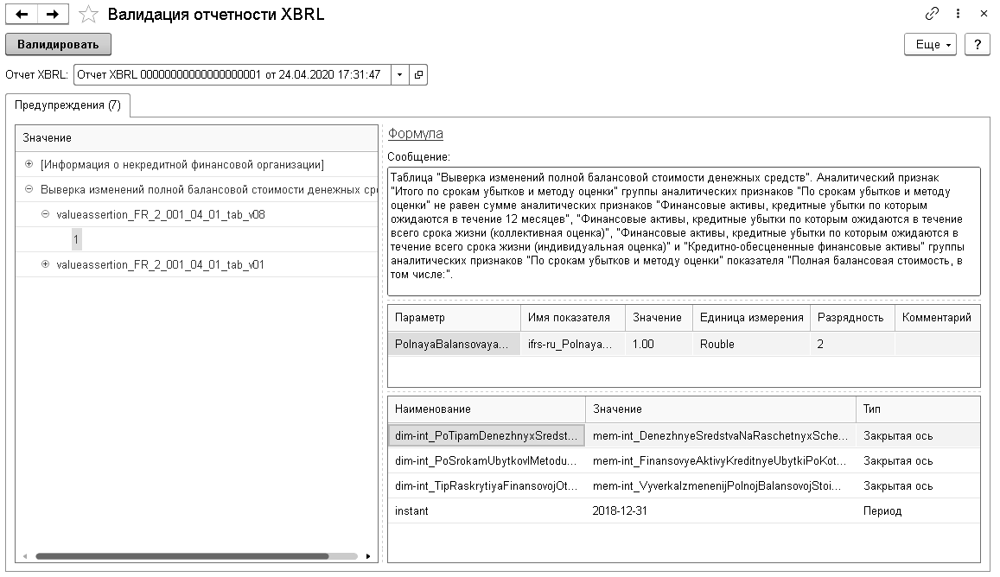 Валидация отчетности XBRL
Валидировать
Еще
?
Отчет XBRL: Отчет XBRL 00000000000000000001 от 24.04.2020 17:31:47
Предупреждения (7)
Значение
[Информация о некредитной финансовой организации]
Выверка изменений полной балансовой стоимости денежных сре
valueassertion_FR_2_001_04_01_tab_v08
1
valueassertion_FR_2_001_04_01_tab_v01
Формула
Сообщение:
Таблица "Выверка изменений полной балансовой стоимости денежных средств". Аналитический признак
"Итого по срокам убытков и методу оценки" группы аналитических признаков "По срокам убытков и методу
оценки" не равен сумме аналитических признаков "Финансовые активы, кредитные убытки по которым
ожидаются в течение 12 месяцев", "Финансовые активы, кредитные убытки по которым ожидаются в течение
всего срока жизни (коллективная оценка)", "Финансовые активы, кредитные убытки по которым ожидаются в
течение всего срока жизни (индивидуальная оценка)" и "Кредитно-обесцененные финансовые активы" группы
аналитических признаков "По срокам убытков и методу оценки" показателя "Полная балансовая стоимость, в
том числе:".
Параметр Имя показателя Значение Единица измерения Разрядность Комментарий
PolnayaBalansovaya... ifrs-ru_Polnaya... 1.00 Rouble 2
Наименование Значение Тип
dim-int_PoTipamDenezhnyxSredst... mem-int_DenezhnyeSredstvaNaRaschetnyxSche... Закрытая ось
dim-int_PoSrokamUbytkovIMetodu... mem-int_FinansovyeAktivyKreditnyeUbytkiPoKot... Закрытая ось
dim-int_TipRaskrytiyaFinansovojOt... mem-int_VyverkaIzmenenijPolnojBalansovojStoi... Закрытая ось
instant 2018-12-31 Период